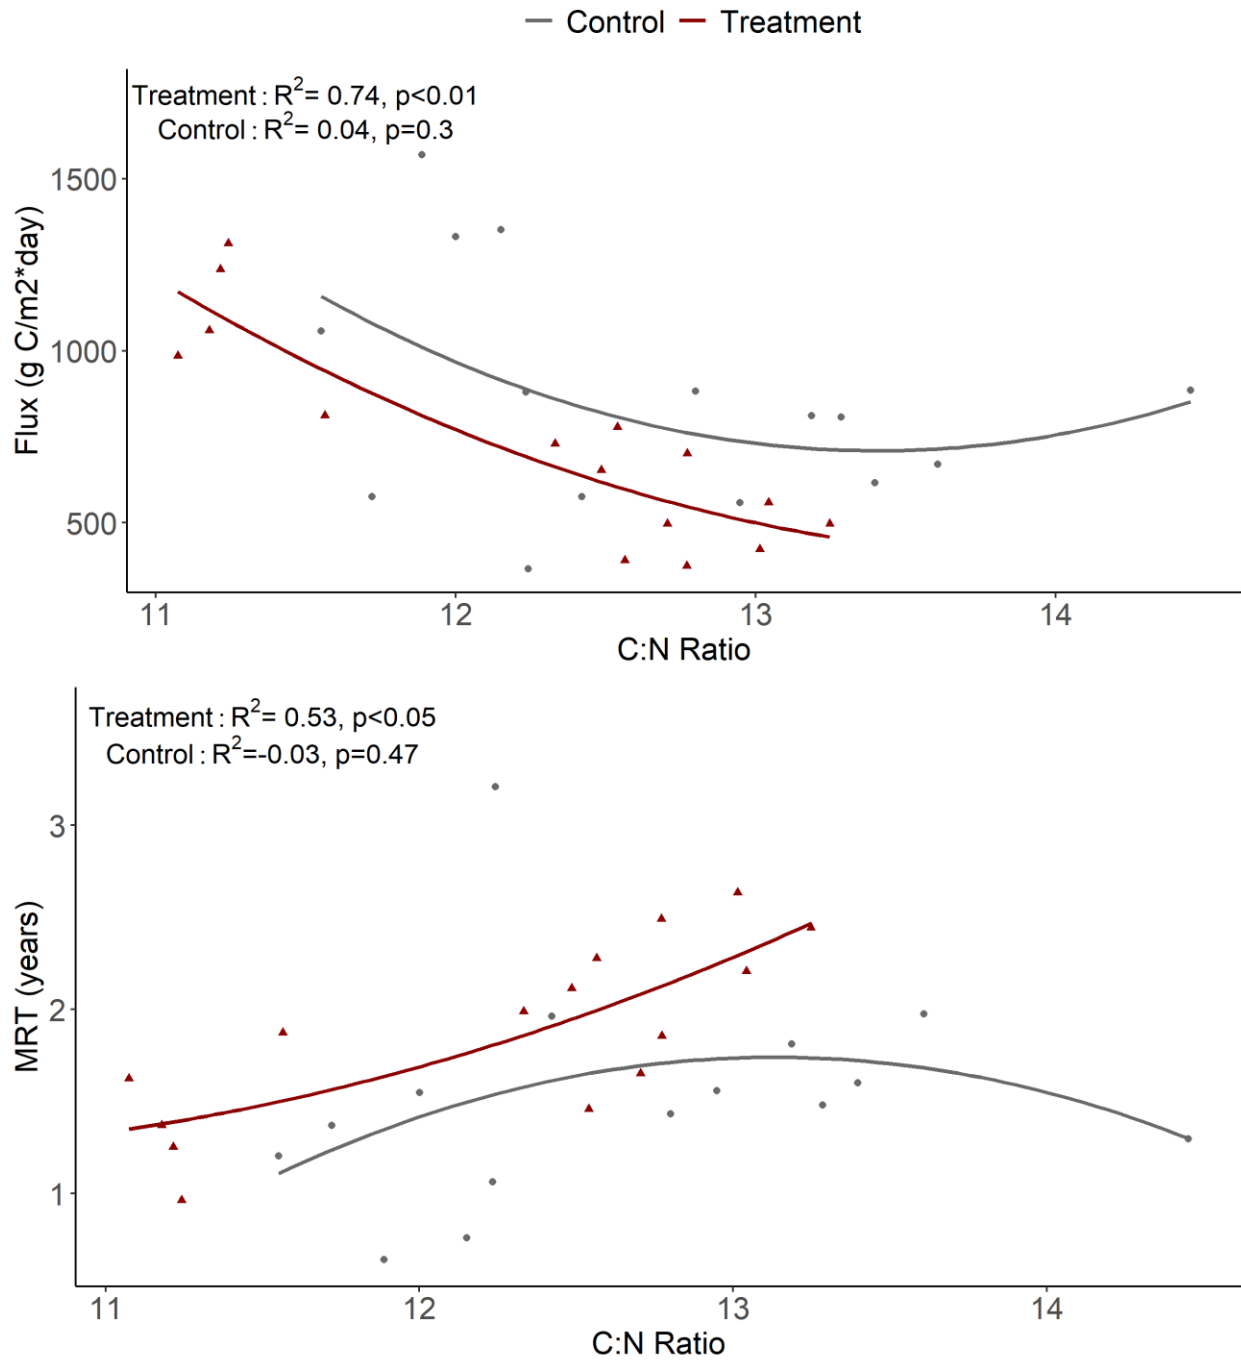 Control Treatment
Treatment : R²= 0.74, p<0.01
Control : R²= 0.04, p=0.3
1500
1000
500
Flux (g C/m2*day)
11 12 13 14
C:N Ratio
Treatment : R²= 0.53, p<0.05
Control : R²=-0.03, p=0.47
3
2
1
MRT (years)
11 12 13 14
C:N Ratio